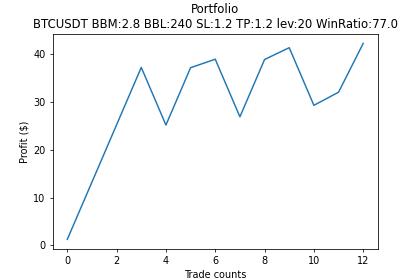 Portfolio
BTCUSDT BBM:2.8 BBL:240 SL:1.2 TP:1.2 lev:20 WinRatio:77.0
40
30
20
10
0
Profit ($)
0 2 4 6 8 10 12
Trade counts